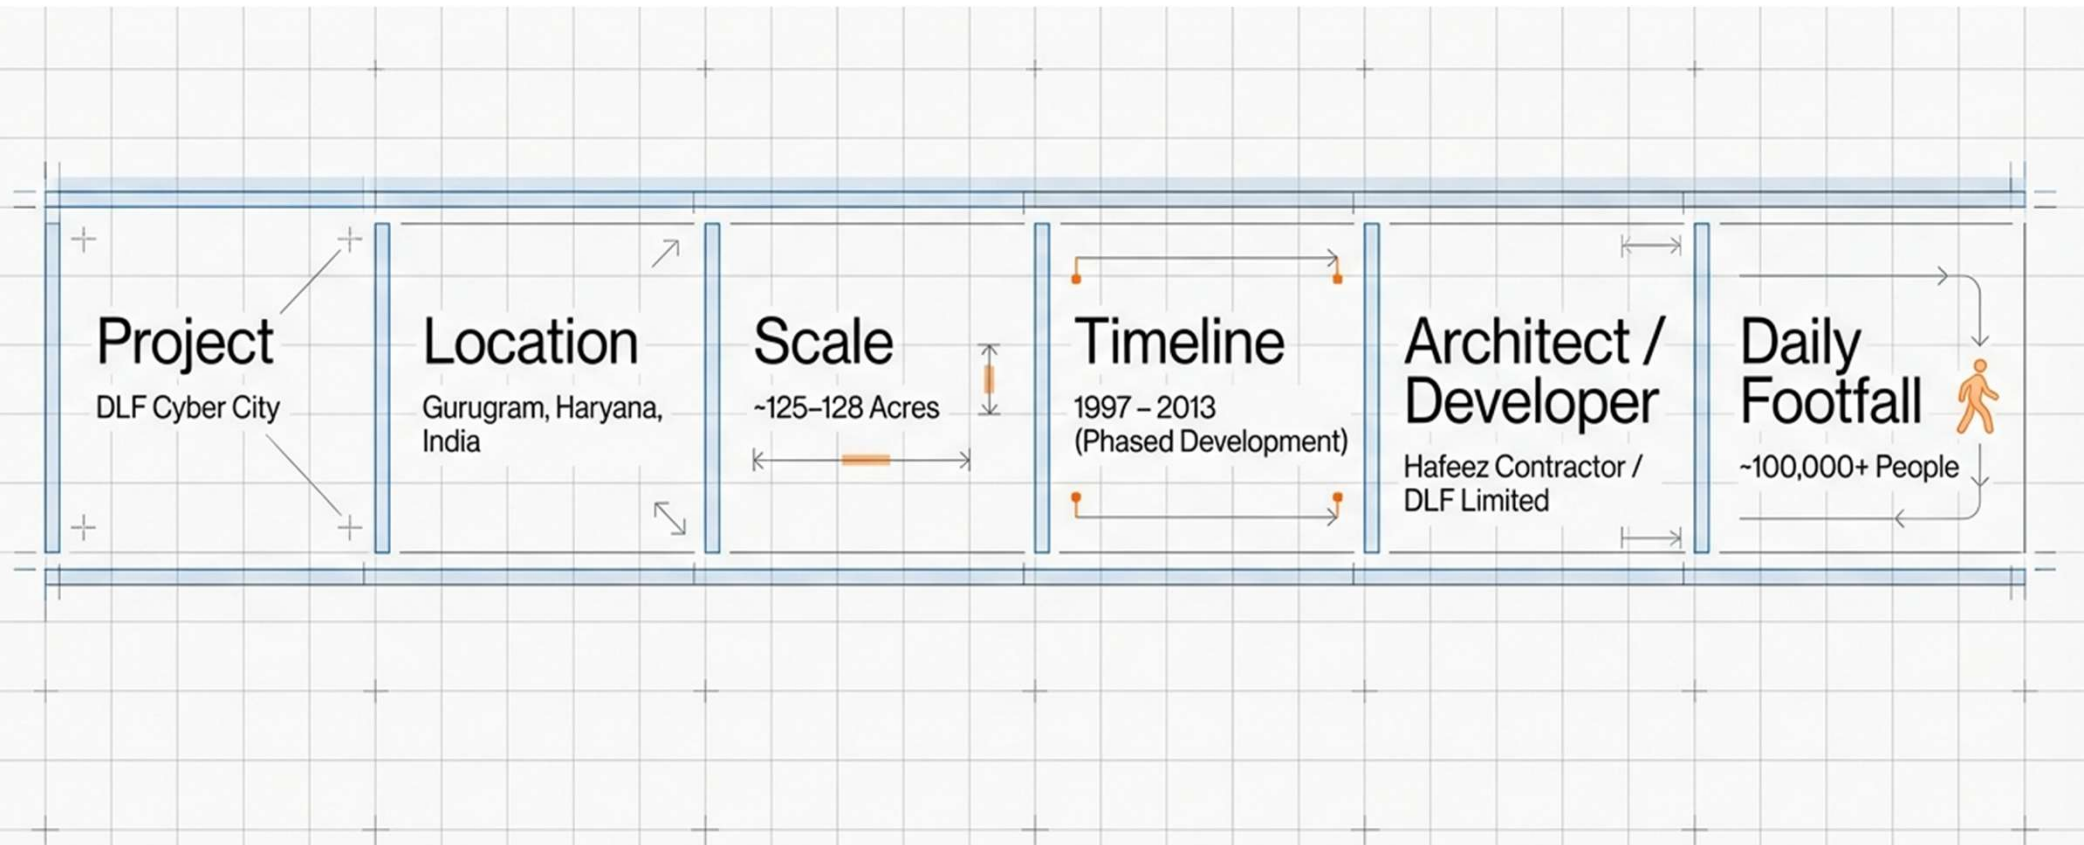 Project
DLF Cyber City
Location
Gurugram, Haryana,
India
Scale
~125–128 Acres
Timeline
1997 – 2013
(Phased Development)
Architect /
Developer
Hafeez Contractor /
DLF Limited
Daily
Footfall
~100,000+ People